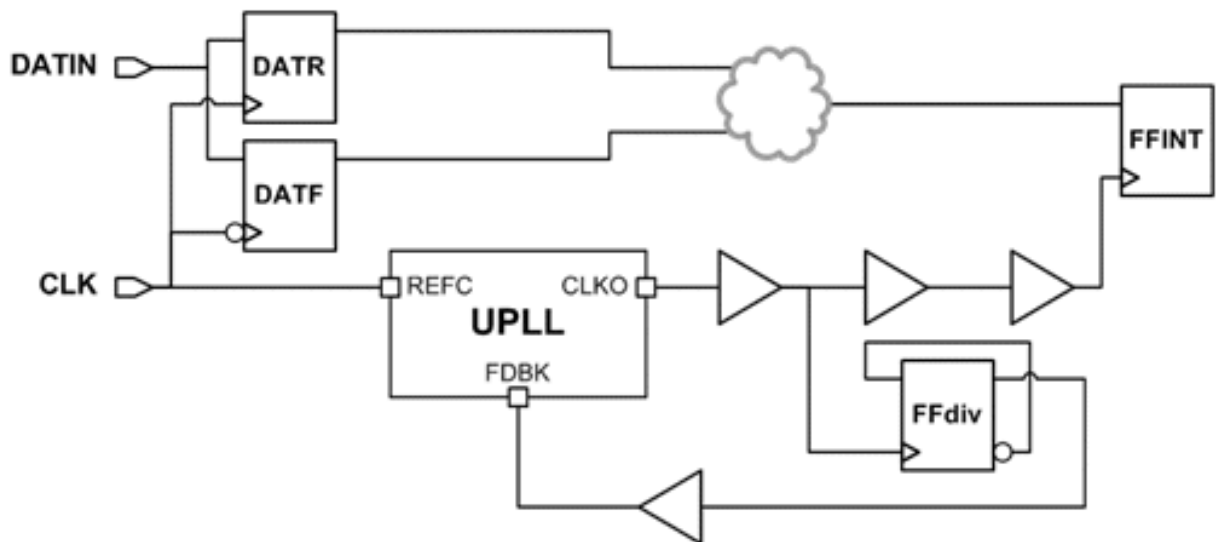 DATIN
DATR
DATF
FFINT
CLK
REFC
CLKO
UPLL
FDBK
FFdiv